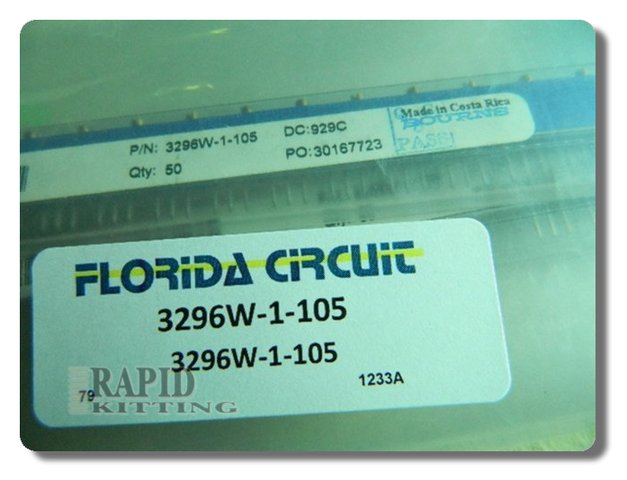 Made in Costa Rica
BOURNS
PASS
P/N: 3296W-1-105
DC:929C
Qty: 50
PO:30167723
FLORIDA CIRCUIT
3296W-1-105
3296W-1-105
79
1233A
RAPID
KITTING